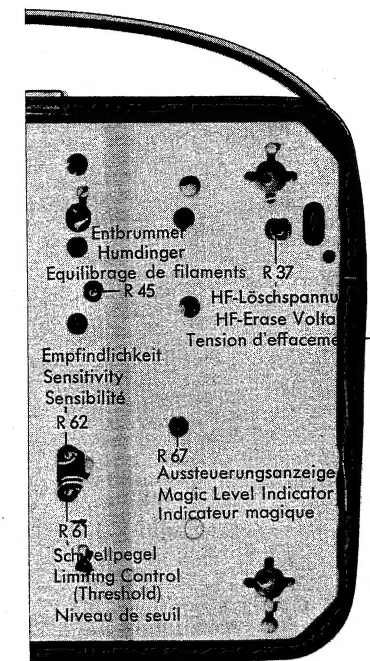 Entbrummer
Humdinger
Equilibrage de filaments
R 37
R 45
HF-Löschspannu
HF-Erase Volta
Tension d'effaceme
Empfindlichkeit
Sensitivity
Sensibilité
R 62
R 67
Aussteuerungsanzeige
Magic Level Indicator
Indicateur magique
R 61
Schwellpegel
Limiting Control
(Threshold)
Niveau de seuil